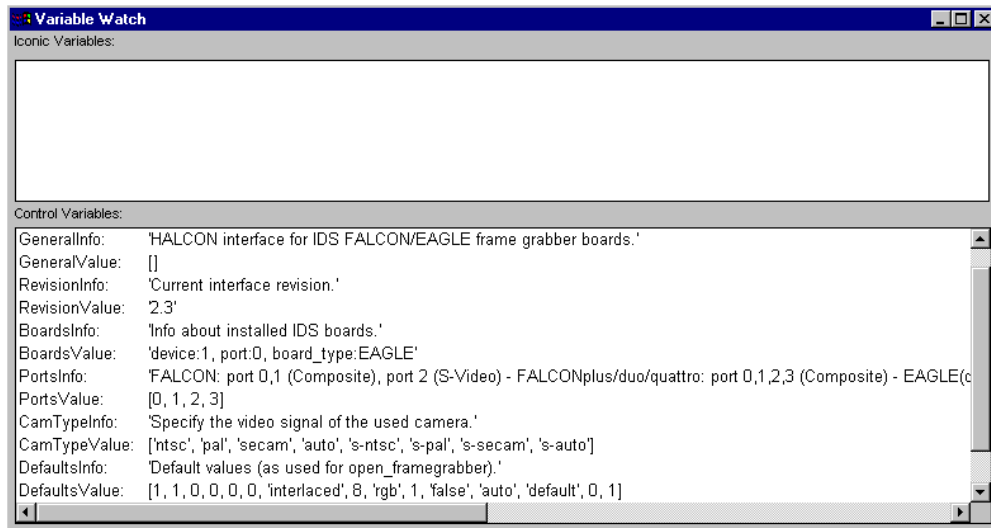 Variable Watch
Iconic Variables:
Control Variables:
GeneralInfo: 'HALCON interface for IDS FALCON/EAGLE frame grabber boards.'
GeneralValue: []
RevisionInfo: 'Current interface revision.'
RevisionValue: '2.3'
BoardsInfo: 'Info about installed IDS boards.'
BoardsValue: 'device:1, port:0, board_type:EAGLE'
PortsInfo: 'FALCON: port 0,1 (Composite), port 2 (S-Video) - FALCONplus/duo/quattro: port 0,1,2,3 (Composite) - EAGLE(
PortsValue: [0, 1, 2, 3]
CamTypeInfo: 'Specify the video signal of the used camera.'
CamTypeValue: ['ntsc', 'pal', 'secam', 'auto', 's-ntsc', 's-pal', 's-secam', 's-auto']
DefaultsInfo: 'Default values (as used for open_framegrabber).'
DefaultsValue: [1, 1, 0, 0, 0, 0, 'interlaced', 8, 'rgb', 1, 'false', 'auto', 'default', 0, 1]